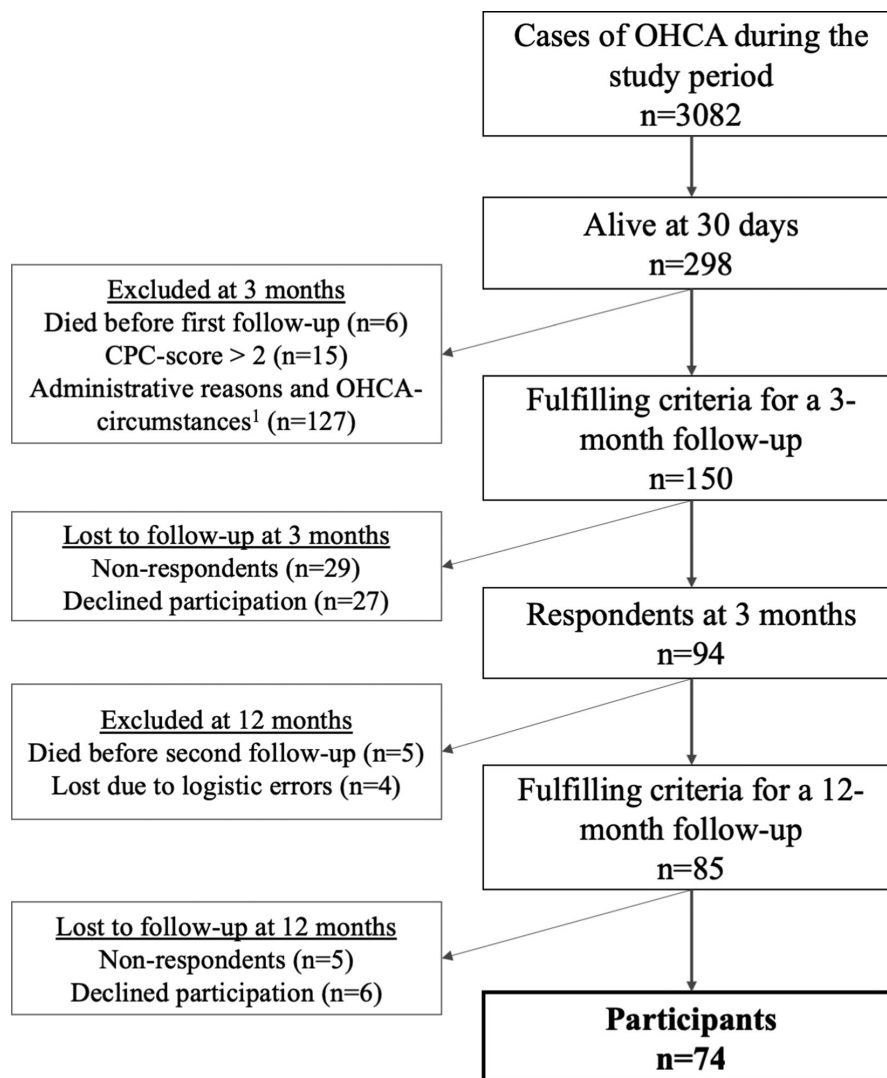 Cases of OHCA during the
study period
n=3082
Alive at 30 days
n=298
Excluded at 3 months
Died before first follow-up (n=6)
CPC-score > 2 (n=15)
Administrative reasons and OHCA-
circumstances¹ (n=127)
Fulfilling criteria for a 3-
month follow-up
n=150
Lost to follow-up at 3 months
Non-respondents (n=29)
Declined participation (n=27)
Respondents at 3 months
n=94
Excluded at 12 months
Died before second follow-up (n=5)
Lost due to logistic errors (n=4)
Fulfilling criteria for a 12-
month follow-up
n=85
Lost to follow-up at 12 months
Non-respondents (n=5)
Declined participation (n=6)
Participants
n=74